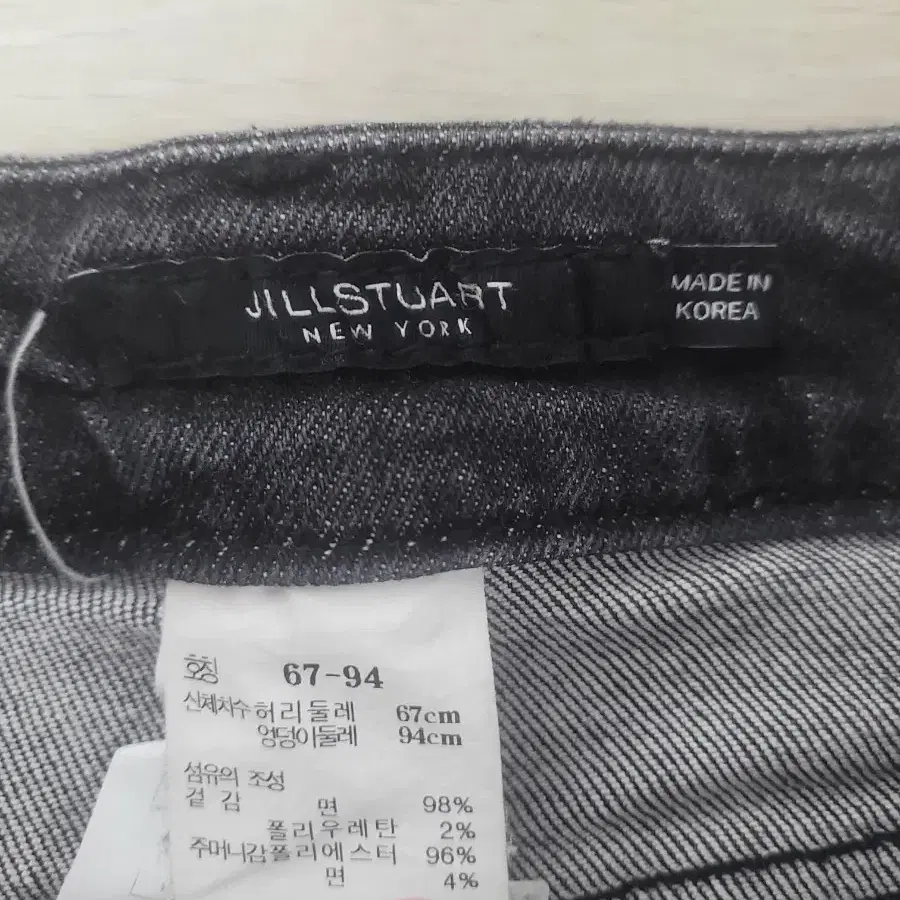 JILLSTUART
NEW YORK
MADE IN
KOREA
호칭 67-94
신체치수 허리둘레 67cm
엉덩이둘레 94cm
섬유의 조성
겉감 면 98%
폴리우레탄 2%
주머니감 폴리에스터 96%
면 4%